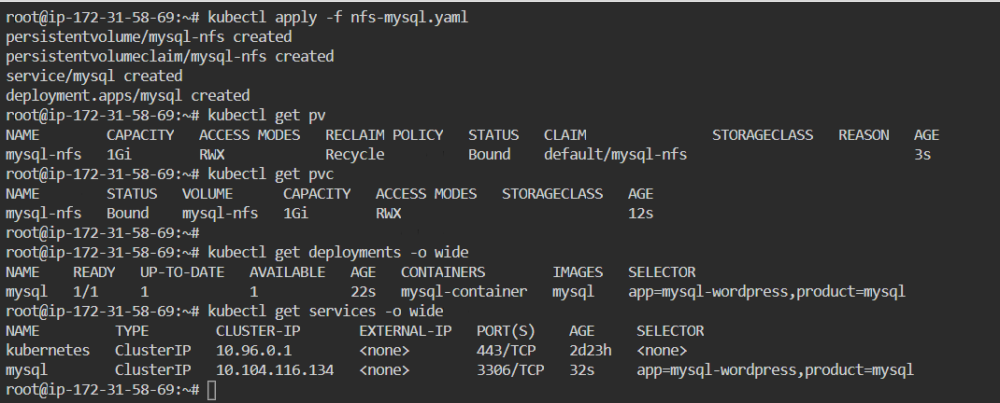 root@ip-172-31-58-69:~# kubectl apply -f nfs-mysql.yaml
persistentvolume/mysql-nfs created
persistentvolumeclaim/mysql-nfs created
service/mysql created
deployment.apps/mysql created
root@ip-172-31-58-69:~# kubectl get pv
NAME        CAPACITY   ACCESS MODES   RECLAIM POLICY   STATUS   CLAIM               STORAGECLASS   REASON   AGE
mysql-nfs   1Gi        RWX            Recycle          Bound    default/mysql-nfs                           3s
root@ip-172-31-58-69:~# kubectl get pvc
NAME        STATUS   VOLUME      CAPACITY   ACCESS MODES   STORAGECLASS   AGE
mysql-nfs   Bound    mysql-nfs   1Gi        RWX                           12s
root@ip-172-31-58-69:~#
root@ip-172-31-58-69:~# kubectl get deployments -o wide
NAME    READY   UP-TO-DATE   AVAILABLE   AGE   CONTAINERS        IMAGES   SELECTOR
mysql   1/1     1            1           22s   mysql-container   mysql    app=mysql-wordpress,product=mysql
root@ip-172-31-58-69:~# kubectl get services -o wide
NAME         TYPE        CLUSTER-IP       EXTERNAL-IP   PORT(S)    AGE     SELECTOR
kubernetes   ClusterIP   10.96.0.1        <none>        443/TCP    2d23h   <none>
mysql        ClusterIP   10.104.116.134   <none>        3306/TCP   32s     app=mysql-wordpress,product=mysql
root@ip-172-31-58-69:~#